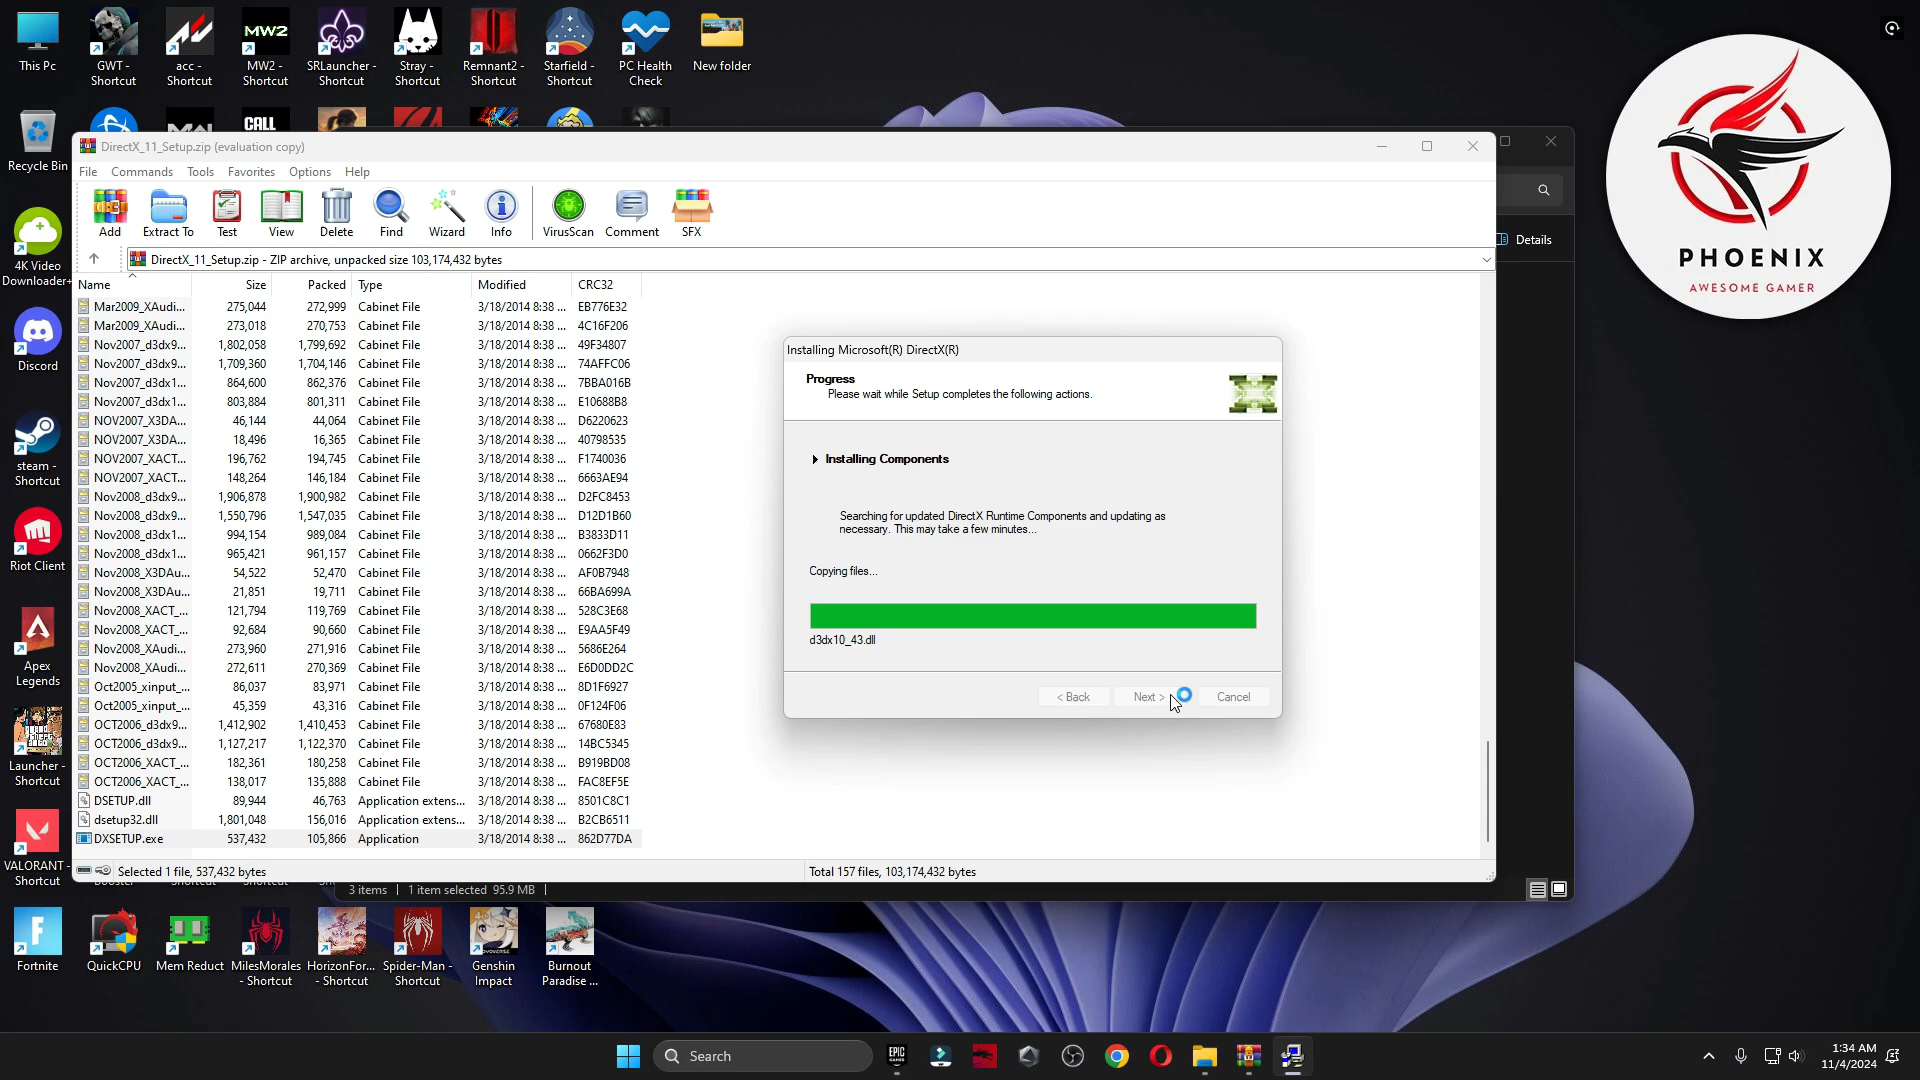 This Pc
GWT - Shortcut
acc - Shortcut
MW2
MW2 - Shortcut
SRLauncher - Shortcut
Stray - Shortcut
Remnant2 - Shortcut
Starfield - Shortcut
PC Health Check
New folder
CALL
Recycle Bin
4K Video Downloader+
Discord
steam - Shortcut
Riot Client
Apex Legends
Launcher - Shortcut
VALORANT - Shortcut
Fortnite
QuickCPU
Mem Reduct
MilesMorales - Shortcut
HorizonFor... - Shortcut
Spider-Man - Shortcut
Genshin Impact
Burnout Paradise ...
PHOENIX
AWESOME GAMER
DirectX_11_Setup.zip (evaluation copy)
File Commands Tools Favorites Options Help
Add Extract To Test View Delete Find Wizard Info VirusScan Comment SFX
DirectX_11_Setup.zip - ZIP archive, unpacked size 103,174,432 bytes
Details
Name Size Packed Type Modified CRC32
Mar2009_XAudi... 275,044 272,999 Cabinet File 3/18/2014 8:38 ... EB776E32
Mar2009_XAudi... 273,018 270,753 Cabinet File 3/18/2014 8:38 ... 4C16F206
Nov2007_d3dx9... 1,802,058 1,799,692 Cabinet File 3/18/2014 8:38 ... 49F34807
Nov2007_d3dx9... 1,709,360 1,704,146 Cabinet File 3/18/2014 8:38 ... 74AFFC06
Nov2007_d3dx1... 864,600 862,376 Cabinet File 3/18/2014 8:38 ... 7BBA016B
Nov2007_d3dx1... 803,884 801,311 Cabinet File 3/18/2014 8:38 ... E10688B8
NOV2007_X3DA... 46,144 44,064 Cabinet File 3/18/2014 8:38 ... D6220623
NOV2007_X3DA... 18,496 16,365 Cabinet File 3/18/2014 8:38 ... 40798535
NOV2007_XACT... 196,762 194,745 Cabinet File 3/18/2014 8:38 ... F1740036
NOV2007_XACT... 148,264 146,184 Cabinet File 3/18/2014 8:38 ... 6663AE94
Nov2008_d3dx9... 1,906,878 1,900,982 Cabinet File 3/18/2014 8:38 ... D2FC8453
Nov2008_d3dx9... 1,550,796 1,547,035 Cabinet File 3/18/2014 8:38 ... D12D1B60
Nov2008_d3dx1... 994,154 989,084 Cabinet File 3/18/2014 8:38 ... B3833D11
Nov2008_d3dx1... 965,421 961,157 Cabinet File 3/18/2014 8:38 ... 0662F3D0
Nov2008_X3DAu... 54,522 52,470 Cabinet File 3/18/2014 8:38 ... AF0B7948
Nov2008_X3DAu... 21,851 19,711 Cabinet File 3/18/2014 8:38 ... 66BA699A
Nov2008_XACT_... 121,794 119,769 Cabinet File 3/18/2014 8:38 ... 528C3E68
Nov2008_XACT_... 92,684 90,660 Cabinet File 3/18/2014 8:38 ... E9AA5F49
Nov2008_XAudi... 273,960 271,916 Cabinet File 3/18/2014 8:38 ... 5686E264
Nov2008_XAudi... 272,611 270,369 Cabinet File 3/18/2014 8:38 ... E6D0DD2C
Oct2005_xinput_... 86,037 83,971 Cabinet File 3/18/2014 8:38 ... 8D1F6927
Oct2005_xinput_... 45,359 43,316 Cabinet File 3/18/2014 8:38 ... 0F124F06
OCT2006_d3dx9... 1,412,902 1,410,453 Cabinet File 3/18/2014 8:38 ... 67680E83
OCT2006_d3dx9... 1,127,217 1,122,370 Cabinet File 3/18/2014 8:38 ... 14BC5345
OCT2006_XACT_... 182,361 180,258 Cabinet File 3/18/2014 8:38 ... B919BD08
OCT2006_XACT_... 138,017 135,888 Cabinet File 3/18/2014 8:38 ... FAC8EF5E
DSETUP.dll 89,944 46,763 Application extens... 3/18/2014 8:38 ... 8501C8C1
dsetup32.dll 1,801,048 156,016 Application extens... 3/18/2014 8:38 ... B2CB6511
DXSETUP.exe 537,432 105,866 Application 3/18/2014 8:38 ... 862D77DA
Selected 1 file, 537,432 bytes
Total 157 files, 103,174,432 bytes
3 items 1 item selected 95.9 MB
Installing Microsoft(R) DirectX(R)
Progress
Please wait while Setup completes the following actions.
Installing Components
Searching for updated DirectX Runtime Components and updating as
necessary. This may take a few minutes...
Copying files...
d3dx10_43.dll
< Back Next > Cancel
Search
EPIC GAMES
1:34 AM
11/4/2024